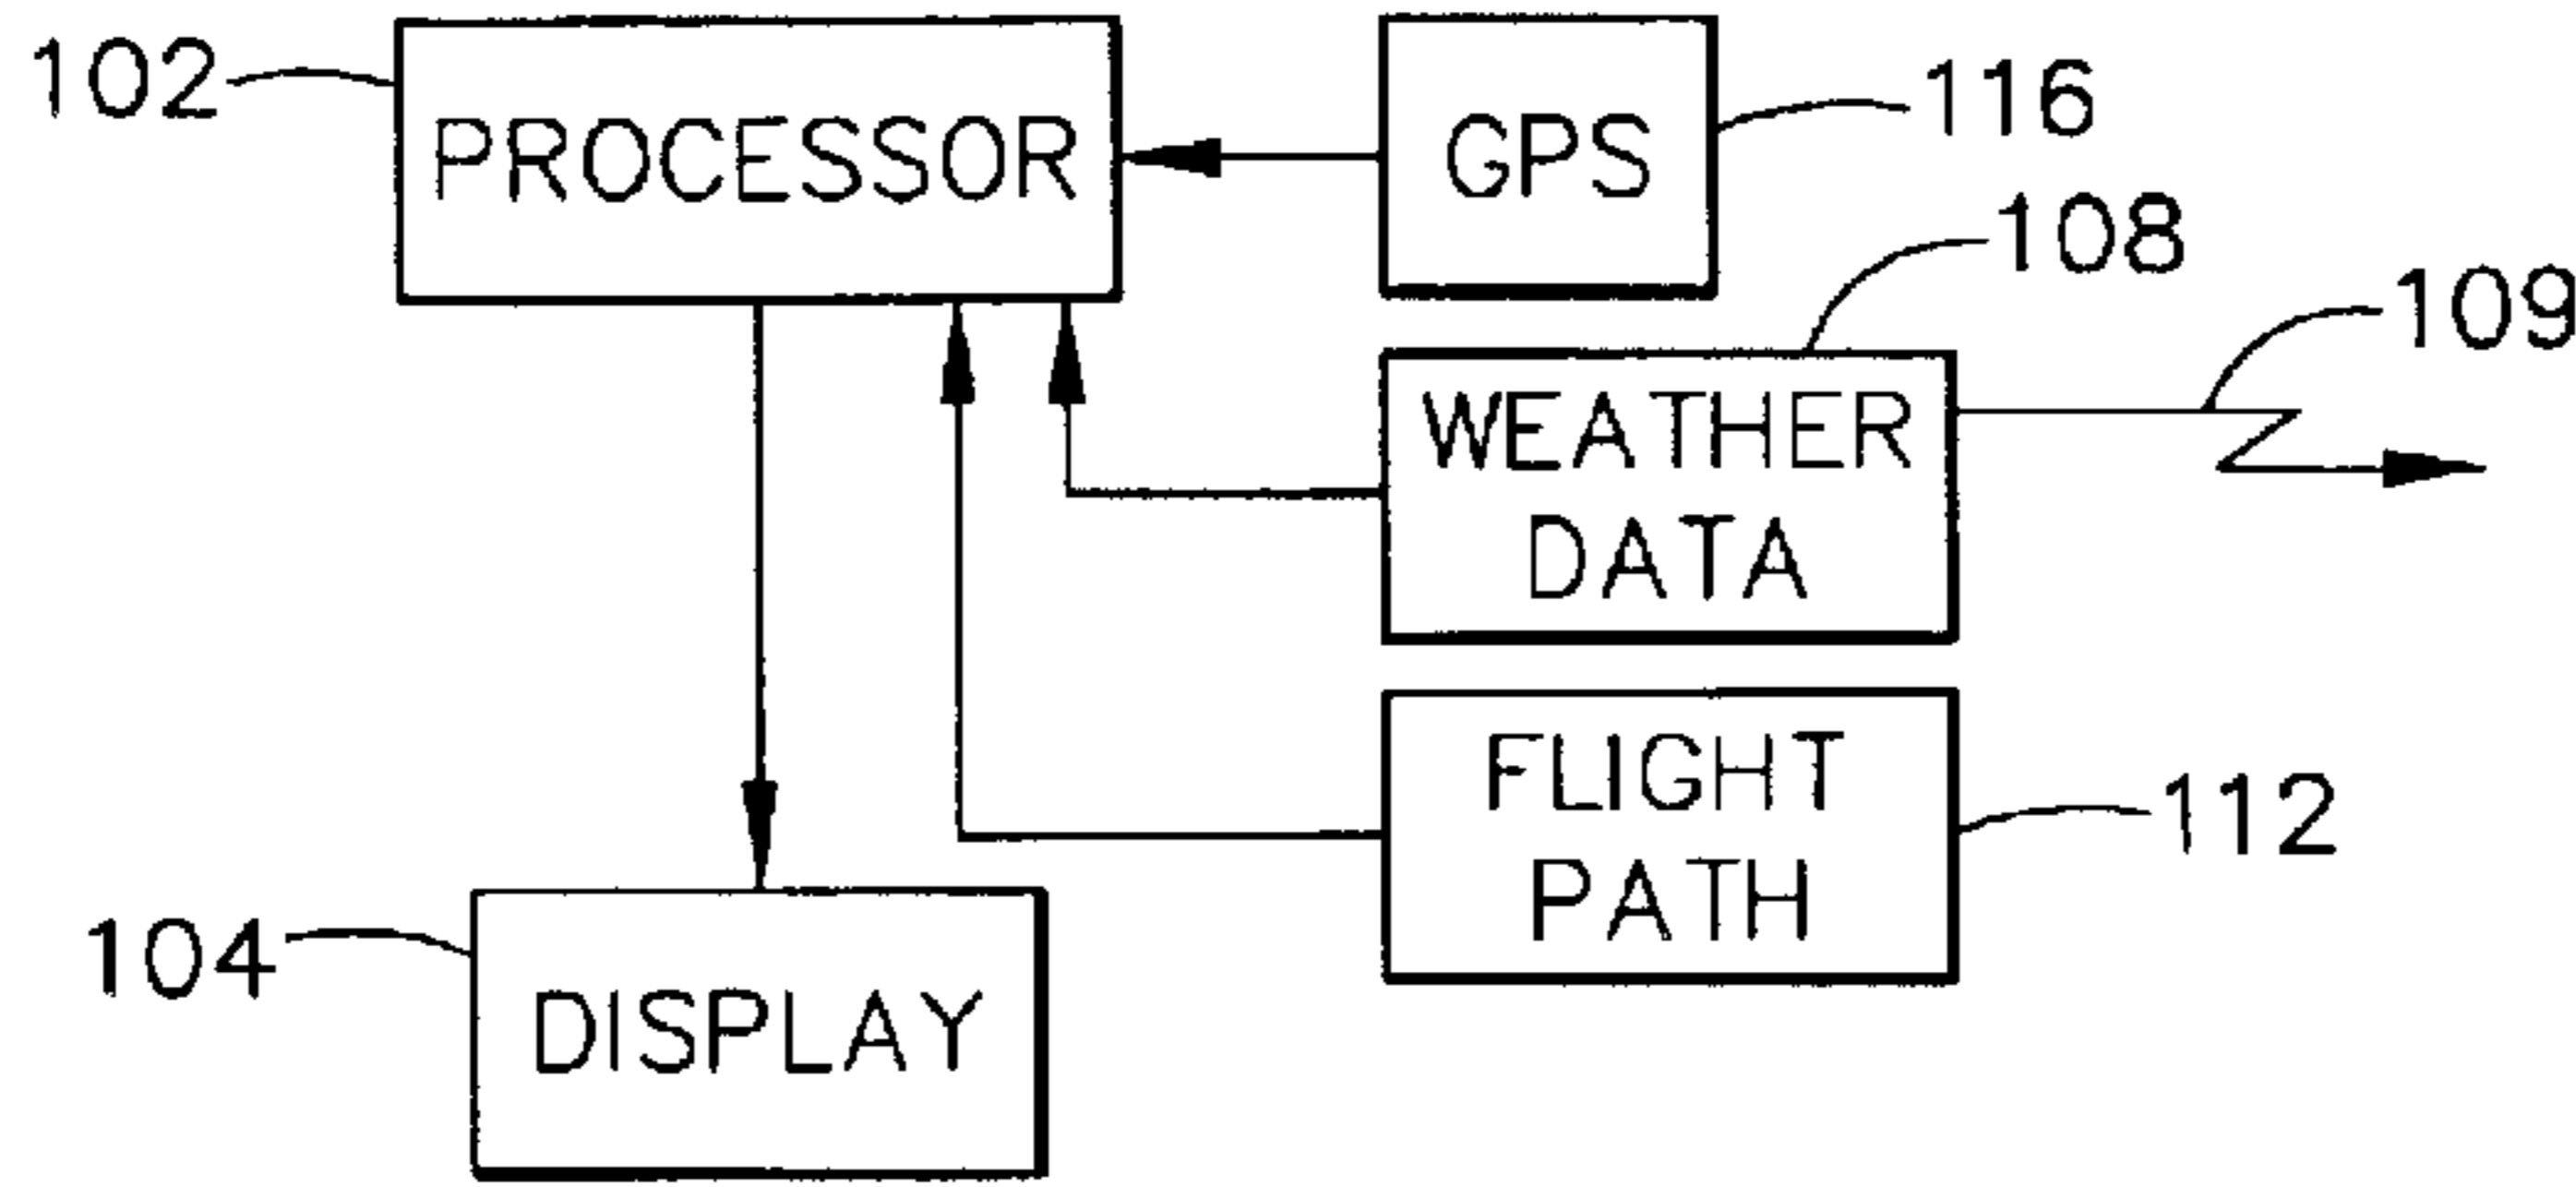 102
PROCESSOR
GPS
116
108
109
WEATHER
DATA
FLIGHT
PATH
112
104
DISPLAY